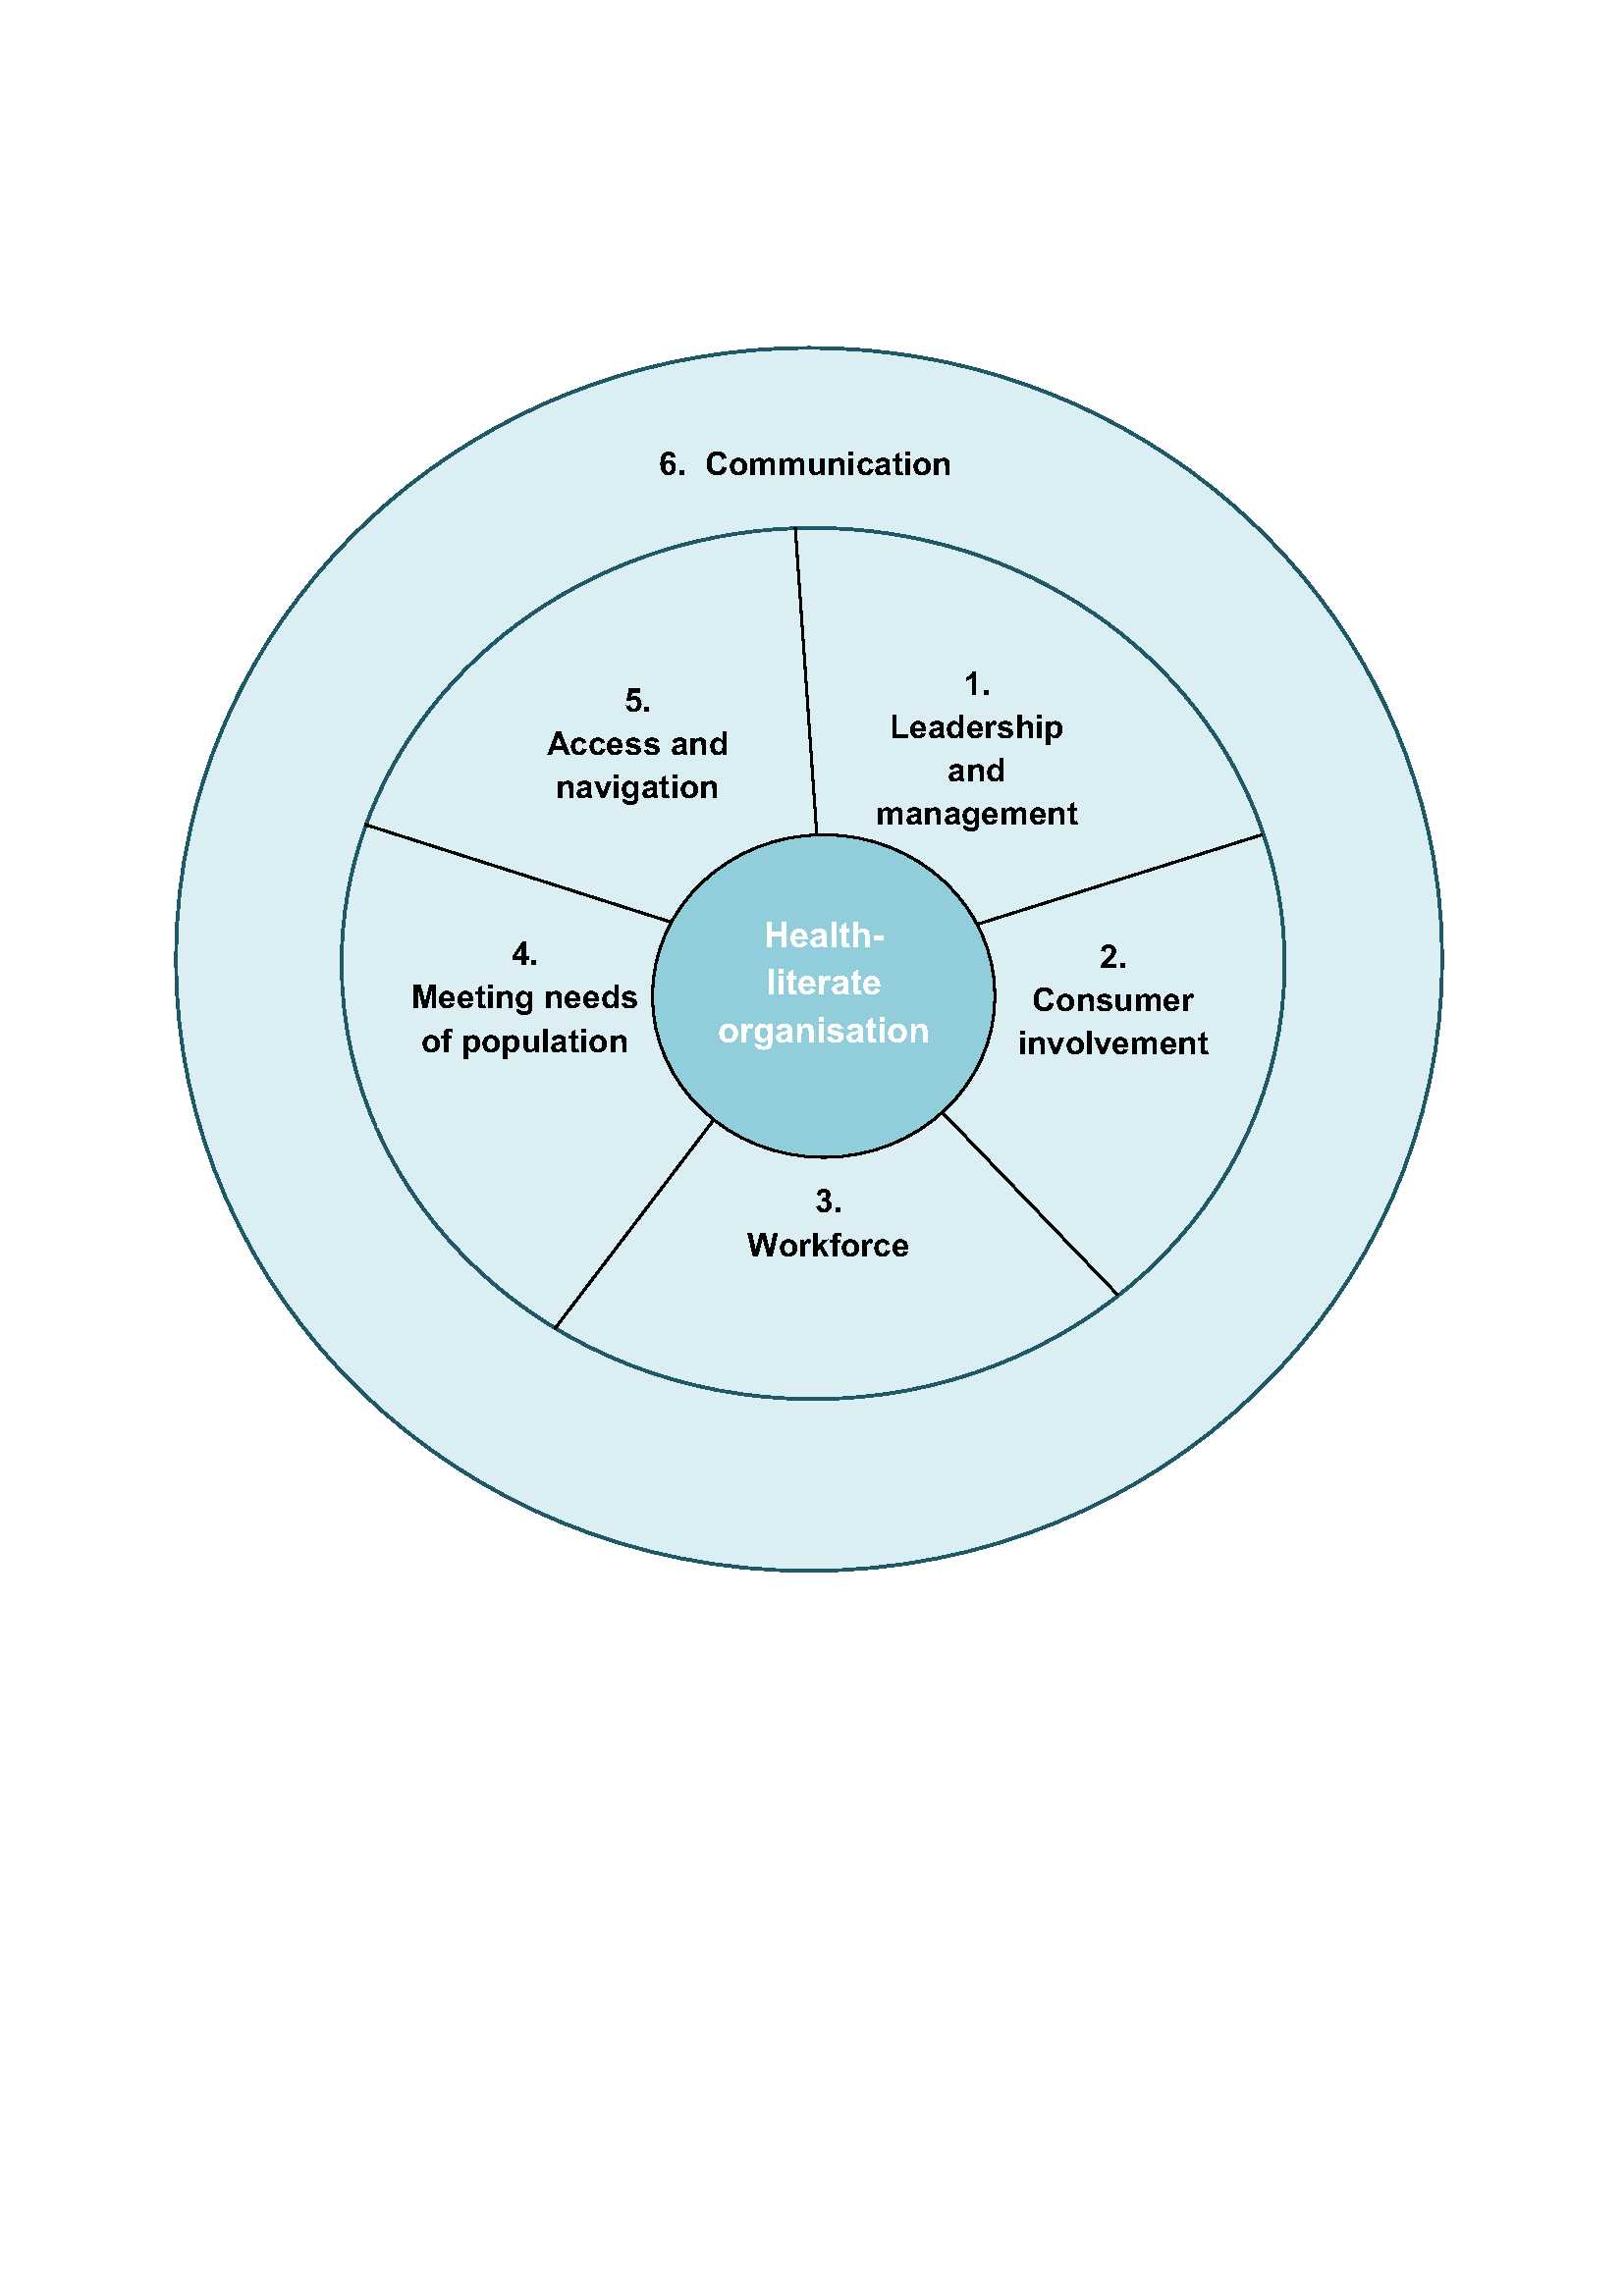 6. Communication
5.
Access and
navigation
1.
Leadership
and
management
4.
Meeting needs
of population
Health-
literate
organisation
2.
Consumer
involvement
3.
Workforce